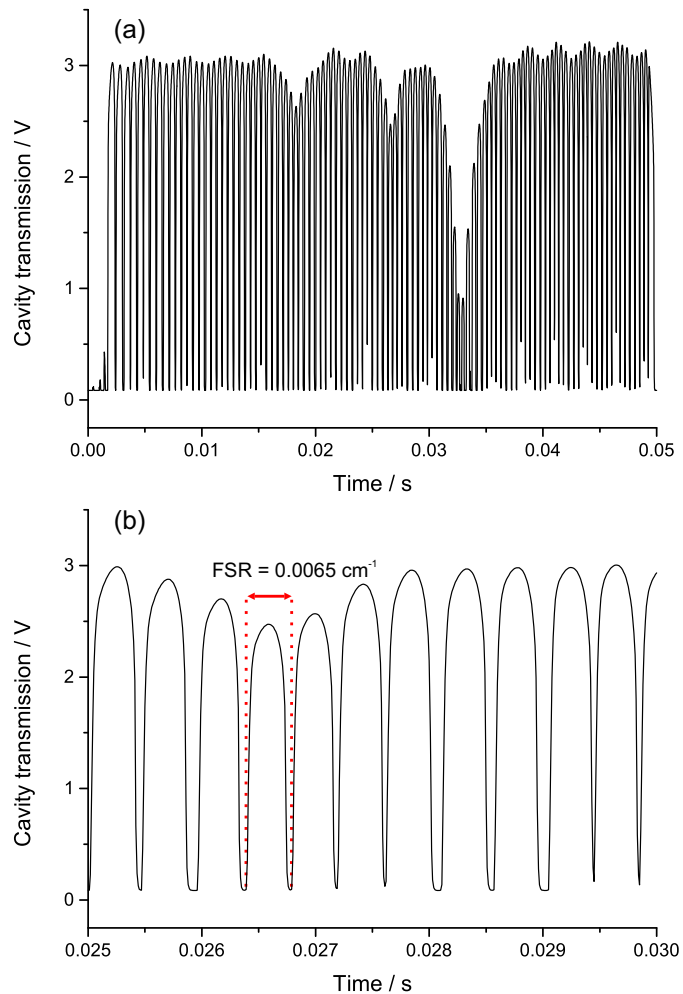 (a)
Cavity transmission / V
3
2
1
0
0.00 0.01 0.02 0.03 0.04 0.05
Time / s
(b)
FSR = 0.0065 cm⁻¹
Cavity transmission / V
3
2
1
0
0.025 0.026 0.027 0.028 0.029 0.030
Time / s